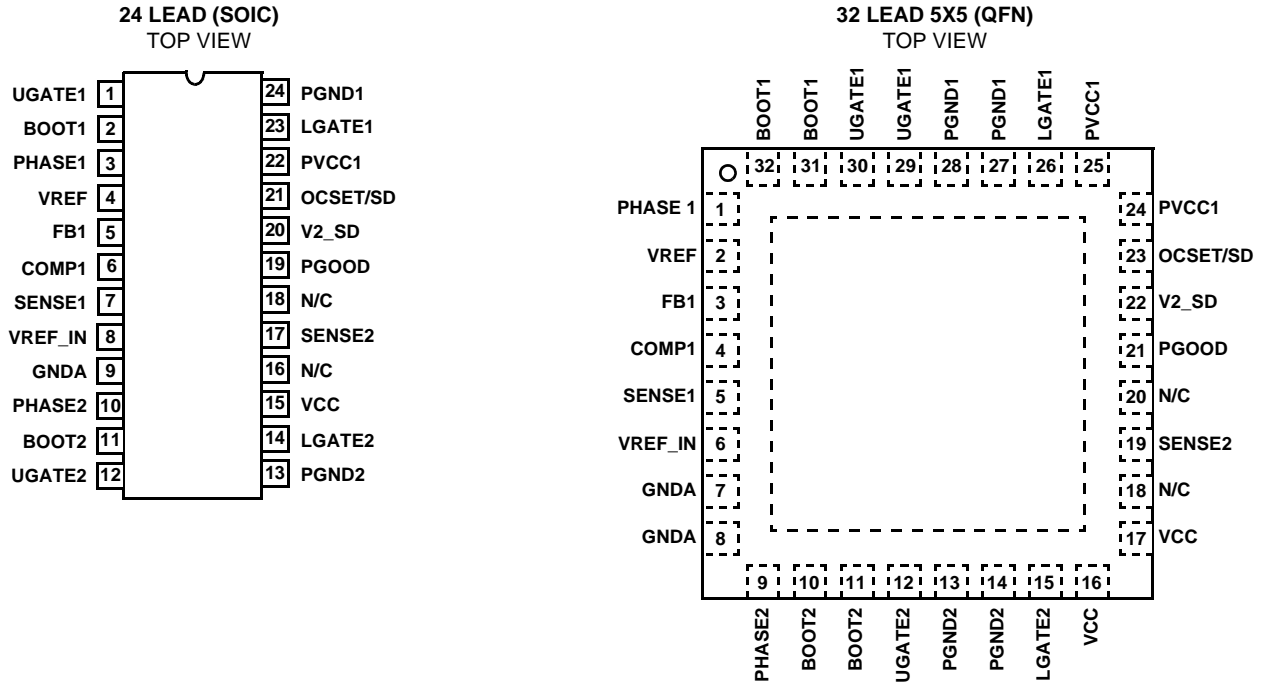 24 LEAD (SOIC)
TOP VIEW
UGATE1 1
BOOT1 2
PHASE1 3
VREF 4
FB1 5
COMP1 6
SENSE1 7
VREF_IN 8
GNDA 9
PHASE2 10
BOOT2 11
UGATE2 12
24 PGND1
23 LGATE1
22 PVCC1
21 OCSET/SD
20 V2_SD
19 PGOOD
18 N/C
17 SENSE2
16 N/C
15 VCC
14 LGATE2
13 PGND2
32 LEAD 5X5 (QFN)
TOP VIEW
BOOT1 BOOT1 UGATE1 UGATE1 PGND1 PGND1 LGATE1 PVCC1
32 31 30 29 28 27 26 25
PHASE 1 1
VREF 2
FB1 3
COMP1 4
SENSE1 5
VREF_IN 6
GNDA 7
GNDA 8
24 PVCC1
23 OCSET/SD
22 V2_SD
21 PGOOD
20 N/C
19 SENSE2
18 N/C
17 VCC
9 10 11 12 13 14 15 16
PHASE2 BOOT2 BOOT2 UGATE2 PGND2 PGND2 LGATE2 VCC